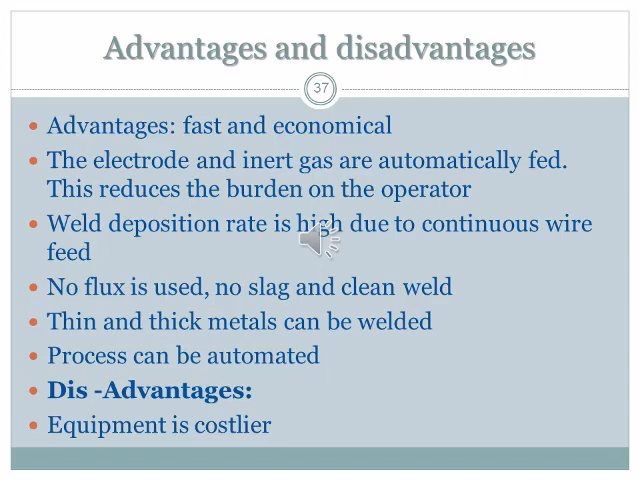 Advantages and disadvantages
37
Advantages: fast and economical
The electrode and inert gas are automatically fed.
This reduces the burden on the operator
Weld deposition rate is high due to continuous wire
feed
No flux is used, no slag and clean weld
Thin and thick metals can be welded
Process can be automated
Dis -Advantages:
Equipment is costlier